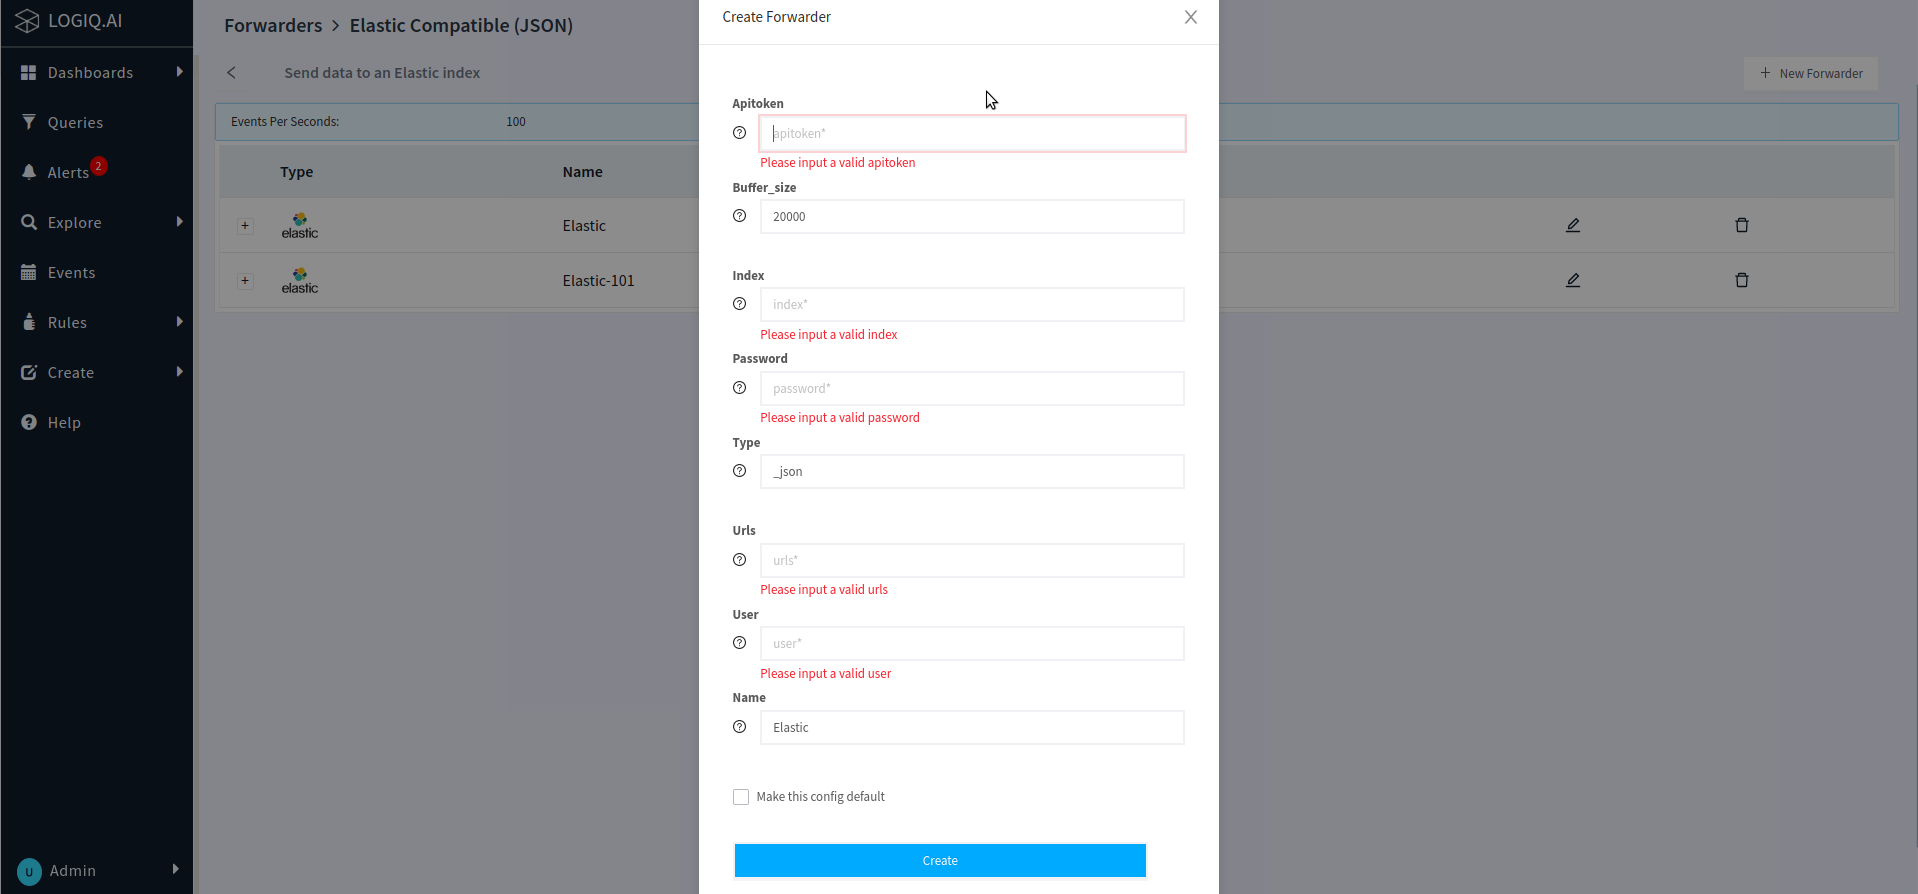 LOGIQ.AI
Dashboards
Queries
Alerts 2
Explore
Events
Rules
Create
Help
U Admin
Forwarders > Elastic Compatible (JSON)
Send data to an Elastic index
+ New Forwarder
Events Per Seconds: 100
Type Name
+ elastic Elastic
+ elastic Elastic-101
Create Forwarder
Apitoken
apitoken*
Please input a valid apitoken
Buffer_size
20000
Index
index*
Please input a valid index
Password
password*
Please input a valid password
Type
_json
Urls
urls*
Please input a valid urls
User
user*
Please input a valid user
Name
Elastic
Make this config default
Create